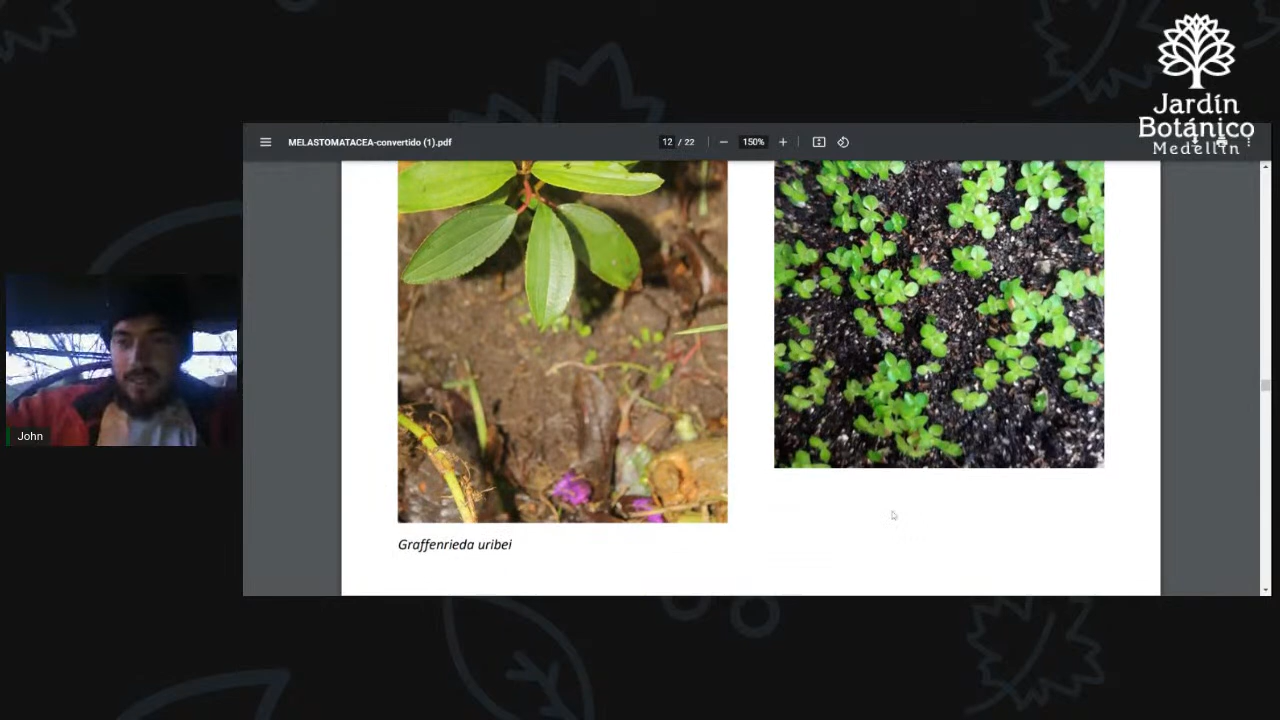 Jardín
Botánico
Medellín
MELASTOMATACEA-convertido (1).pdf
12 / 22
150%
John
Graffenrieda uribei